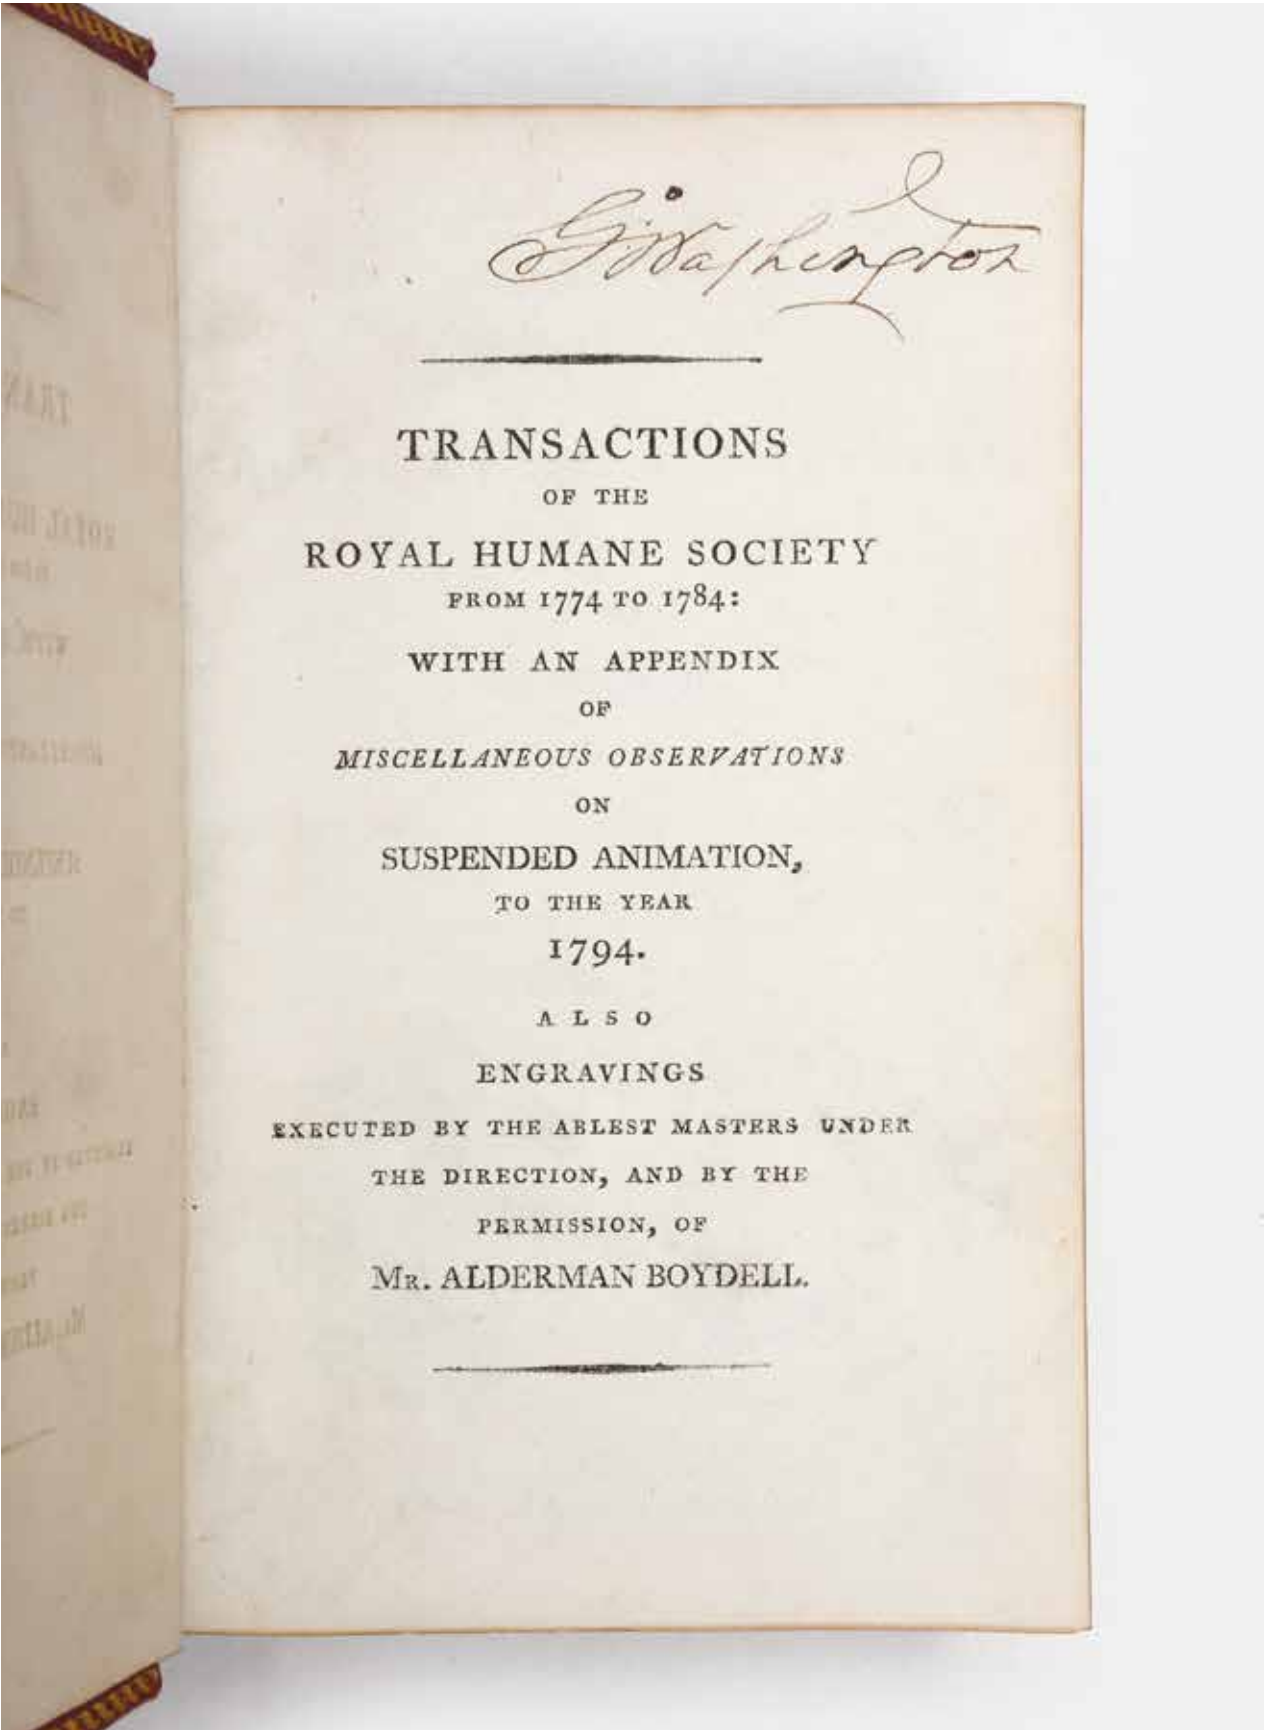 G:Washington
TRANSACTIONS
OF THE
ROYAL HUMANE SOCIETY
FROM 1774 TO 1784:
WITH AN APPENDIX
OF
MISCELLANEOUS OBSERVATIONS
ON
SUSPENDED ANIMATION,
TO THE YEAR
1794.
ALSO
ENGRAVINGS
EXECUTED BY THE ABLEST MASTERS UNDER
THE DIRECTION, AND BY THE
PERMISSION, OF
MR. ALDERMAN BOYDELL.